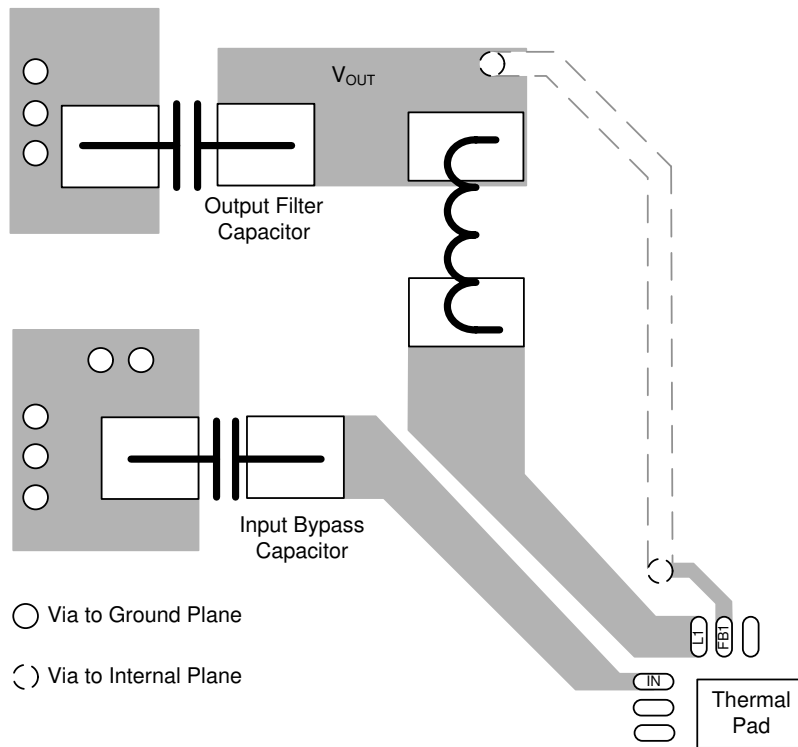 VOUT
Output Filter
Capacitor
Input Bypass
Capacitor
Via to Ground Plane
Via to Internal Plane
L1
FB1
IN
Thermal
Pad